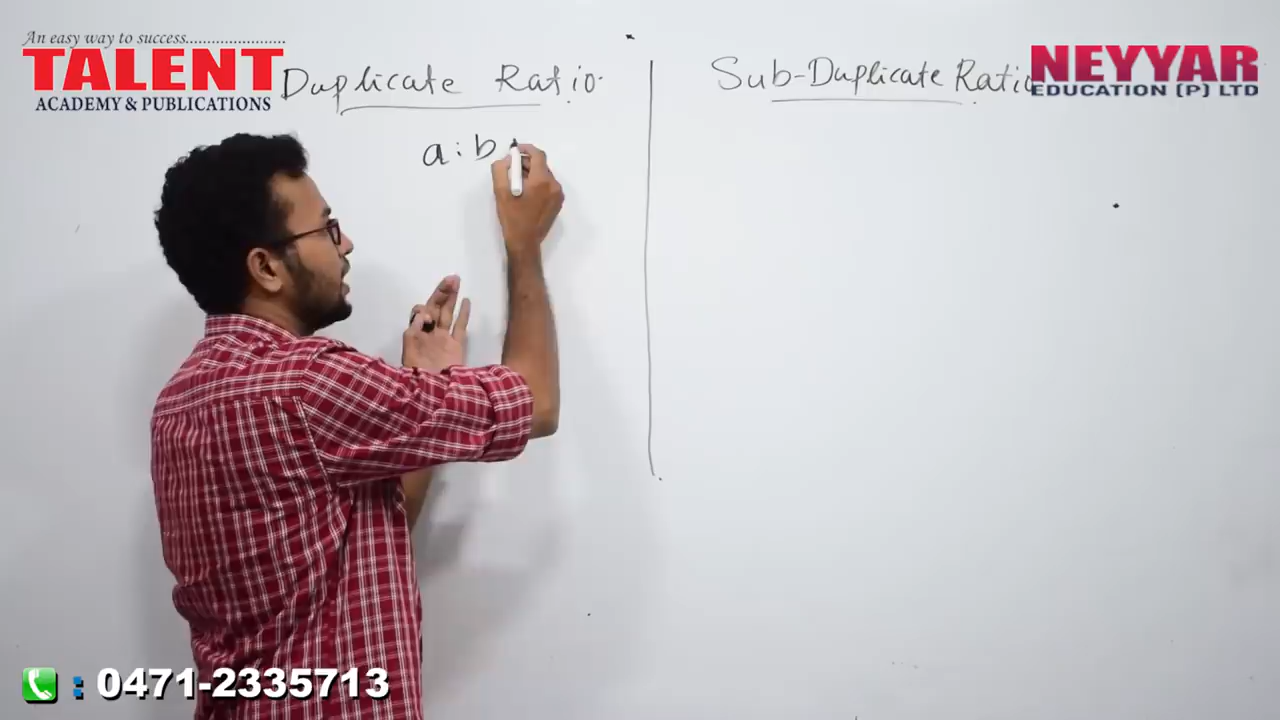 An easy way to success.......................
TALENT
ACADEMY & PUBLICATIONS
Duplicate Ratio
a : b
Sub-Duplicate Ratio
NEYYAR
EDUCATION (P) LTD
: 0471-2335713